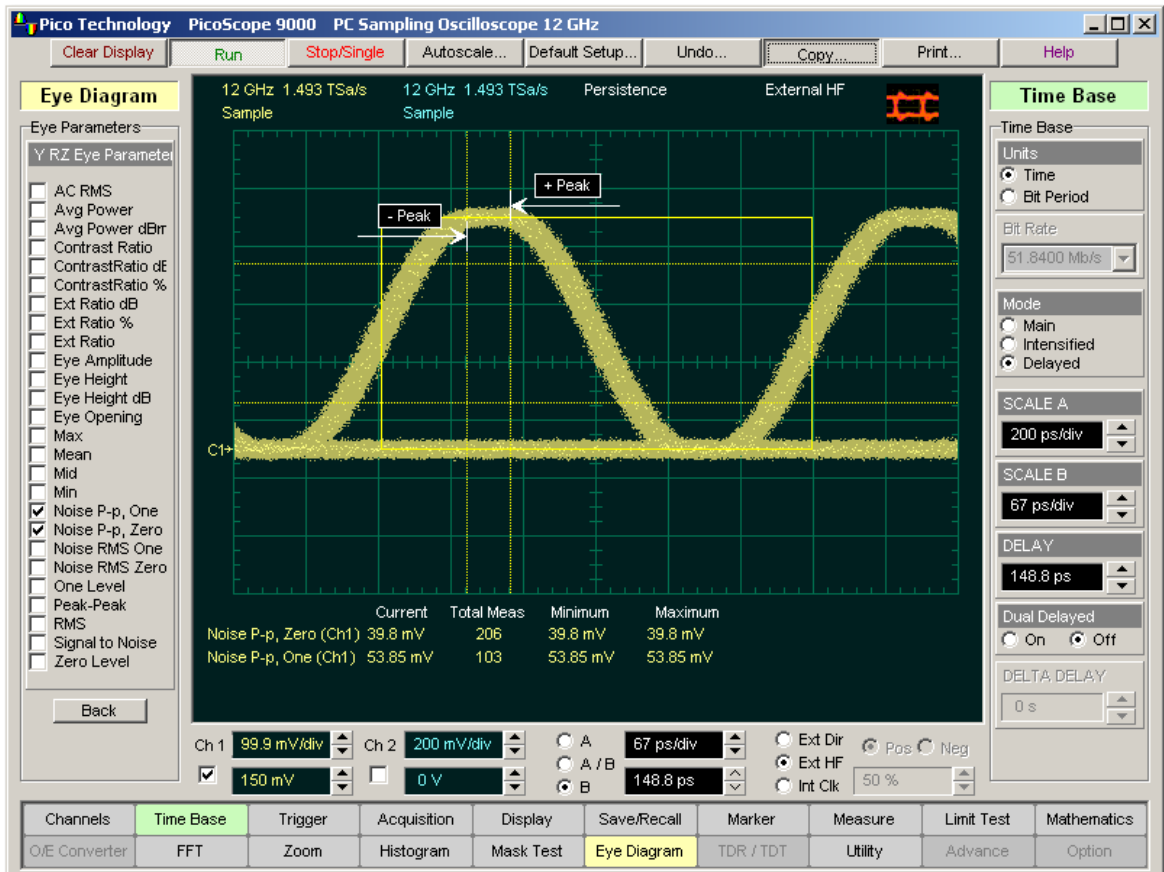 Pico Technology PicoScope 9000 PC Sampling Oscilloscope 12 GHz
Clear Display Run Stop/Single Autoscale... Default Setup... Undo... Copy... Print... Help
Eye Diagram
Eye Parameters
Y RZ Eye Parameter
AC RMS
Avg Power
Avg Power dBm
Contrast Ratio
ContrastRatio dB
ContrastRatio %
Ext Ratio dB
Ext Ratio %
Ext Ratio
Eye Amplitude
Eye Height
Eye Height dB
Eye Opening
Max
Mean
Mid
Min
Noise P-p, One
Noise P-p, Zero
Noise RMS One
Noise RMS Zero
One Level
Peak-Peak
RMS
Signal to Noise
Zero Level
Back
12 GHz 1.493 TSa/s 12 GHz 1.493 TSa/s Persistence External HF
Sample Sample
+ Peak
- Peak
C1
Current Total Meas Minimum Maximum
Noise P-p, Zero (Ch1) 39.8 mV 206 39.8 mV 39.8 mV
Noise P-p, One (Ch1) 53.85 mV 103 53.85 mV 53.85 mV
Time Base
Time Base
Units
Time
Bit Period
Bit Rate
51.8400 Mb/s
Mode
Main
Intensified
Delayed
SCALE A
200 ps/div
SCALE B
67 ps/div
DELAY
148.8 ps
Dual Delayed
On Off
DELTA DELAY
0 s
Ch 1 99.9 mV/div Ch 2 200 mV/div A 67 ps/div Ext Dir Pos Neg
A / B Ext HF
150 mV 0 V B 148.8 ps Int Clk 50 %
Channels Time Base Trigger Acquisition Display Save/Recall Marker Measure Limit Test Mathematics
O/E Converter FFT Zoom Histogram Mask Test Eye Diagram TDR / TDT Utility Advance Option